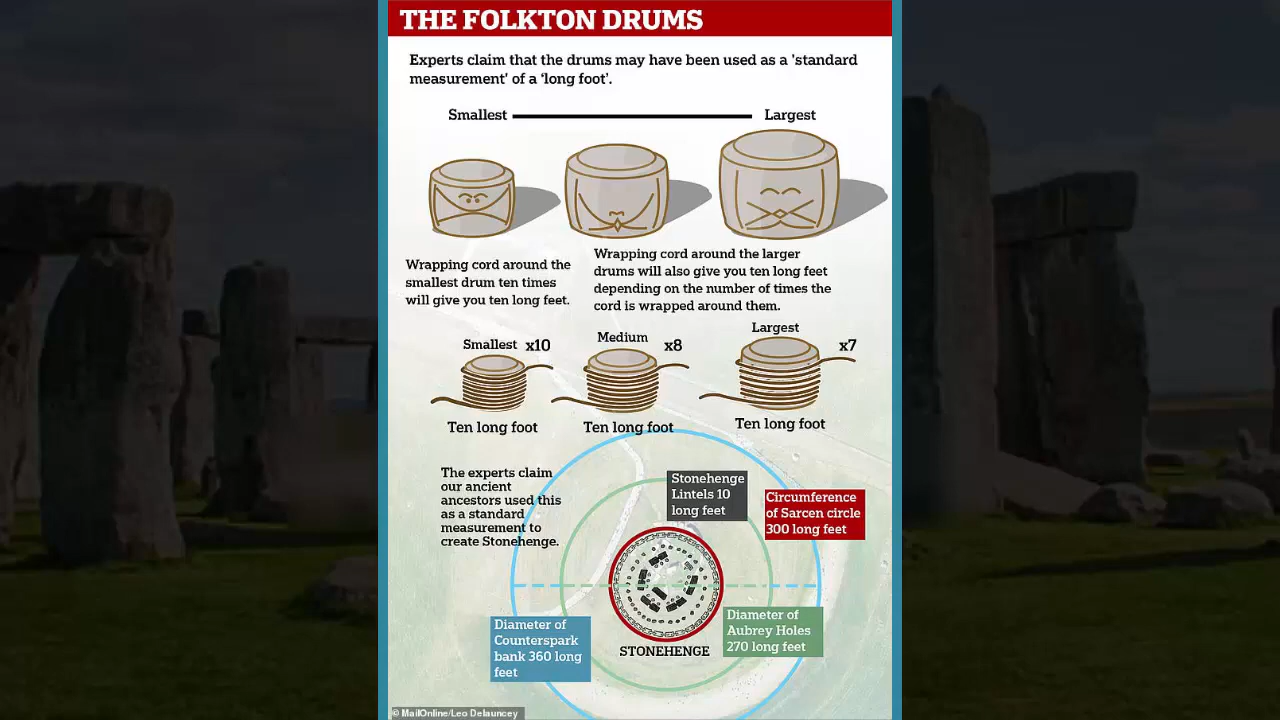 THE FOLKTON DRUMS
Experts claim that the drums may have been used as a 'standard
measurement' of a 'long foot'.
Smallest
Largest
Wrapping cord around the
smallest drum ten times
will give you ten long feet.
Wrapping cord around the larger
drums will also give you ten long feet
depending on the number of times the
cord is wrapped around them.
Smallest x10
Medium x8
Largest x7
Ten long foot
Ten long foot
Ten long foot
The experts claim
our ancient
ancestors used this
as a standard
measurement to
create Stonehenge.
Stonehenge
Lintels 10
long feet
Circumference
of Sarcen circle
300 long feet
Diameter of
Counterspark
bank 360 long
feet
Diameter of
Aubrey Holes
270 long feet
STONEHENGE
© MailOnline/Leo Delauncey